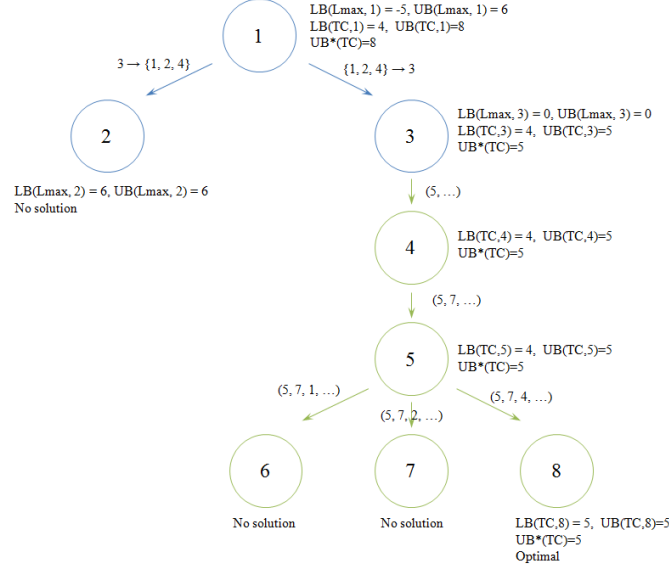 LB(Lmax, 1) = -5, UB(Lmax, 1) = 6
LB(TC,1) = 4, UB(TC,1)=8
UB*(TC)=8
1
3 → {1, 2, 4}
{1, 2, 4} → 3
2
3
LB(Lmax, 3) = 0, UB(Lmax, 3) = 0
LB(TC,3) = 4, UB(TC,3)=5
UB*(TC)=5
LB(Lmax, 2) = 6, UB(Lmax, 2) = 6
No solution
(5, …)
4
LB(TC,4) = 4, UB(TC,4)=5
UB*(TC)=5
(5, 7, …)
5
LB(TC,5) = 4, UB(TC,5)=5
UB*(TC)=5
(5, 7, 1, …)
(5, 7, 2, …)
(5, 7, 4, …)
6
7
8
No solution
No solution
LB(TC,8) = 5, UB(TC,8)=5
UB*(TC)=5
Optimal